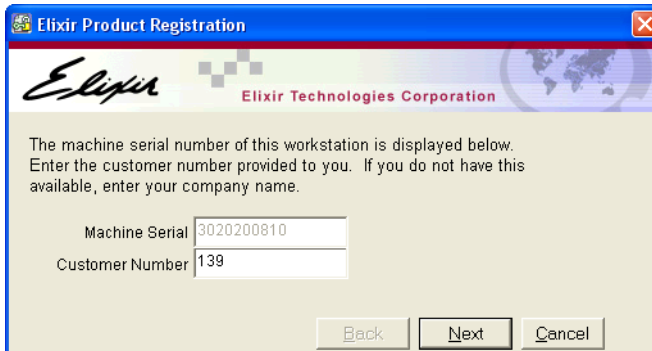 Elixir Product Registration
Elixir
Elixir Technologies Corporation
The machine serial number of this workstation is displayed below.
Enter the customer number provided to you.  If you do not have this
available, enter your company name.
Machine Serial 3020200810
Customer Number 139
Back Next Cancel